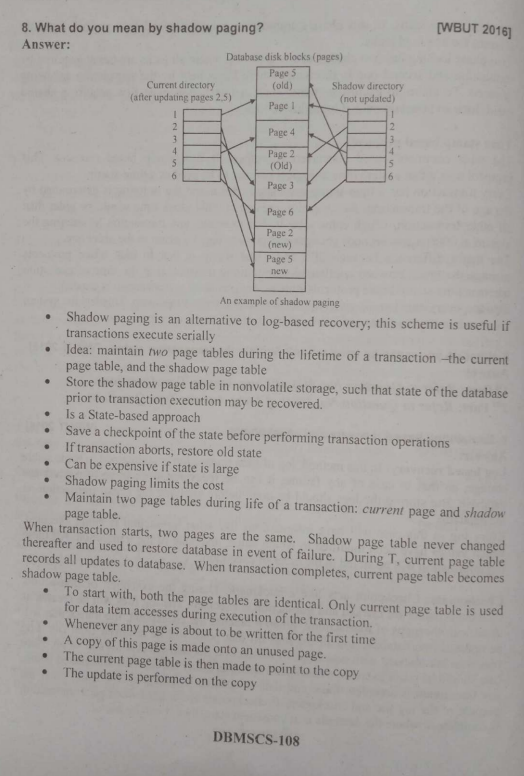 8. What do you mean by shadow paging?
[WBUT 2016]
Answer:
Database disk blocks (pages)
Current directory
(after updating pages 2,5)
Shadow directory
(not updated)
Page 5
(old)
Page 1
Page 4
Page 2
(Old)
Page 3
Page 6
Page 2
(new)
Page 5
new
1
2
3
4
5
6
1
2
3
4
5
6
An example of shadow paging
• Shadow paging is an alternative to log-based recovery; this scheme is useful if
transactions execute serially
• Idea: maintain two page tables during the lifetime of a transaction –the current
page table, and the shadow page table
• Store the shadow page table in nonvolatile storage, such that state of the database
prior to transaction execution may be recovered.
• Is a State-based approach
• Save a checkpoint of the state before performing transaction operations
• If transaction aborts, restore old state
• Can be expensive if state is large
• Shadow paging limits the cost
• Maintain two page tables during life of a transaction: current page and shadow
page table.
When transaction starts, two pages are the same. Shadow page table never changed
thereafter and used to restore database in event of failure. During T, current page table
records all updates to database. When transaction completes, current page table becomes
shadow page table.
• To start with, both the page tables are identical. Only current page table is used
for data item accesses during execution of the transaction.
• Whenever any page is about to be written for the first time
• A copy of this page is made onto an unused page.
• The current page table is then made to point to the copy
• The update is performed on the copy
DBMSCS-108